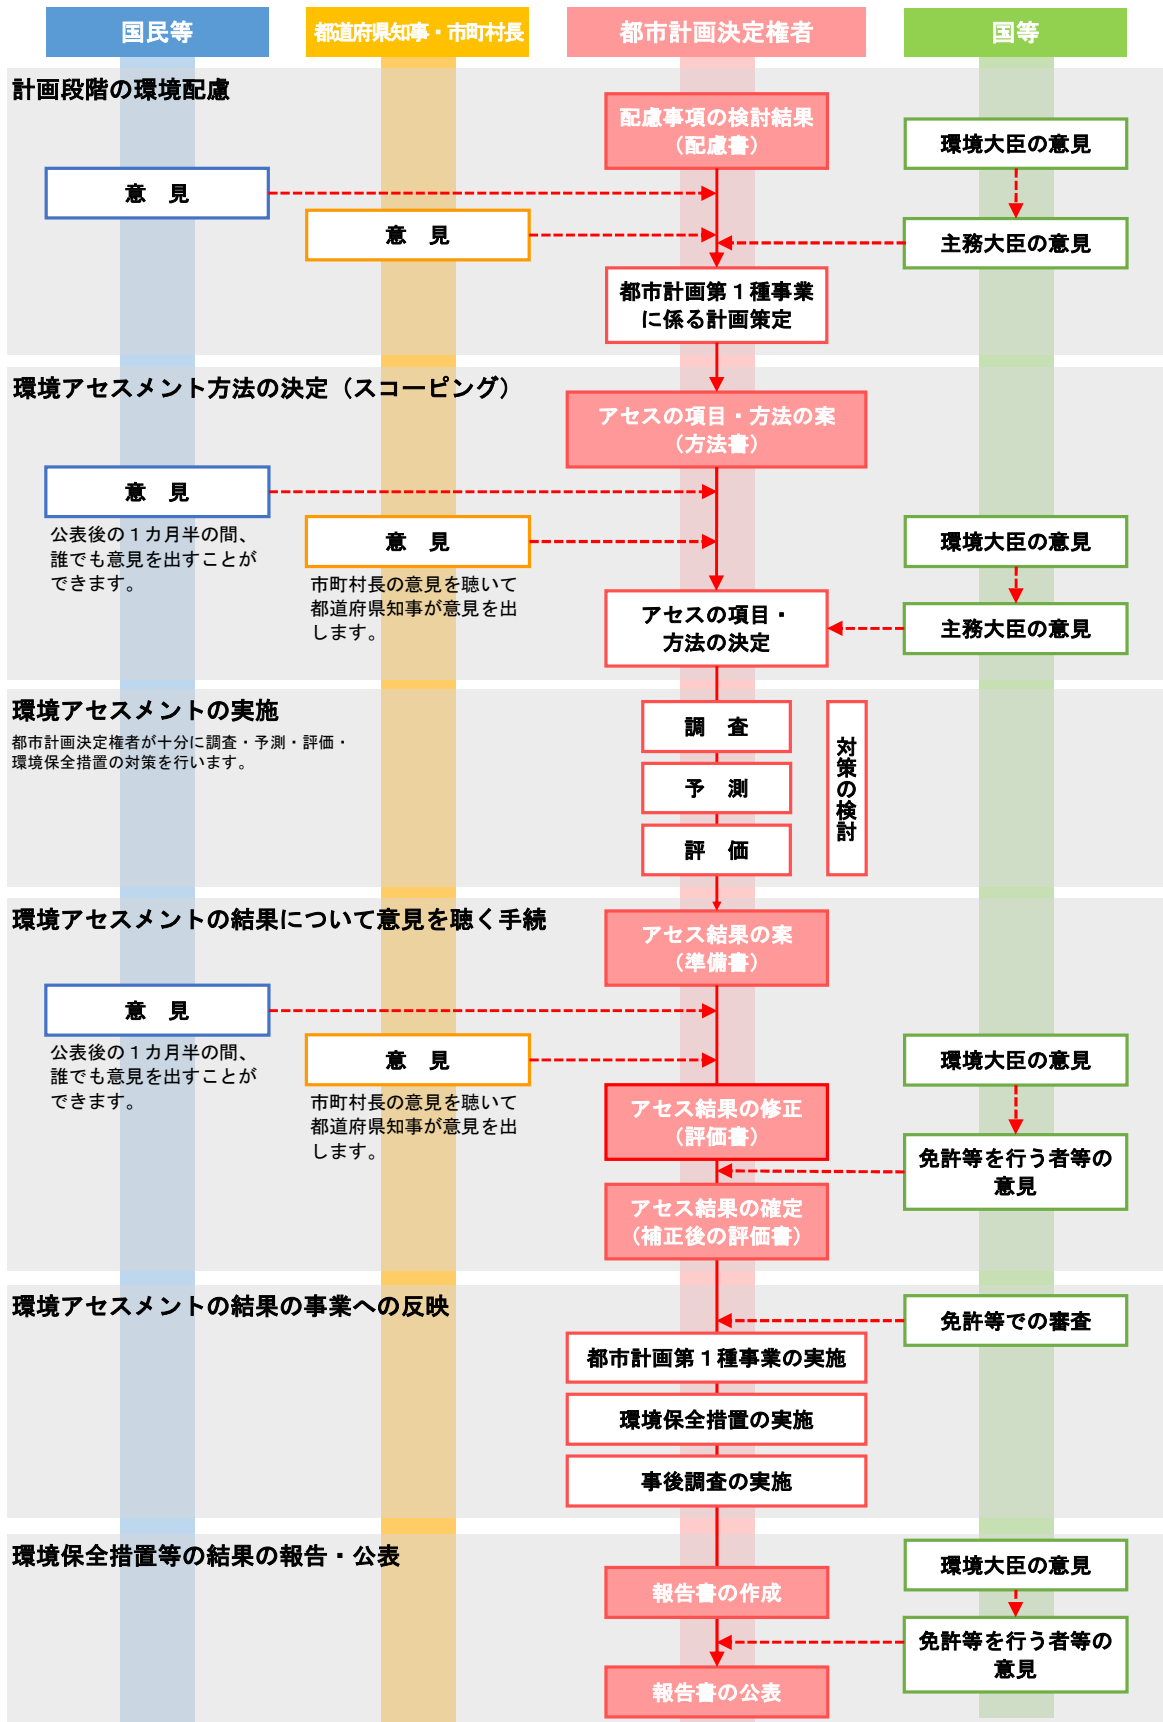 国民等
都道府県知事・市町村長
都市計画決定権者
国等
計画段階の環境配慮
配慮事項の検討結果
（配慮書）
環境大臣の意見
意　見
意　見
主務大臣の意見
都市計画第１種事業
に係る計画策定
環境アセスメント方法の決定（スコーピング）
アセスの項目・方法の案
（方法書）
意　見
公表後の１カ月半の間、
誰でも意見を出すことが
できます。
意　見
市町村長の意見を聴いて
都道府県知事が意見を出
します。
環境大臣の意見
アセスの項目・
方法の決定
主務大臣の意見
環境アセスメントの実施
都市計画決定権者が十分に調査・予測・評価・
環境保全措置の対策を行います。
調　査
予　測
評　価
対策の検討
環境アセスメントの結果について意見を聴く手続
アセス結果の案
（準備書）
意　見
公表後の１カ月半の間、
誰でも意見を出すことが
できます。
意　見
市町村長の意見を聴いて
都道府県知事が意見を出
します。
環境大臣の意見
アセス結果の修正
（評価書）
免許等を行う者等の
意見
アセス結果の確定
（補正後の評価書）
環境アセスメントの結果の事業への反映
免許等での審査
都市計画第１種事業の実施
環境保全措置の実施
事後調査の実施
環境保全措置等の結果の報告・公表
環境大臣の意見
報告書の作成
免許等を行う者等の
意見
報告書の公表